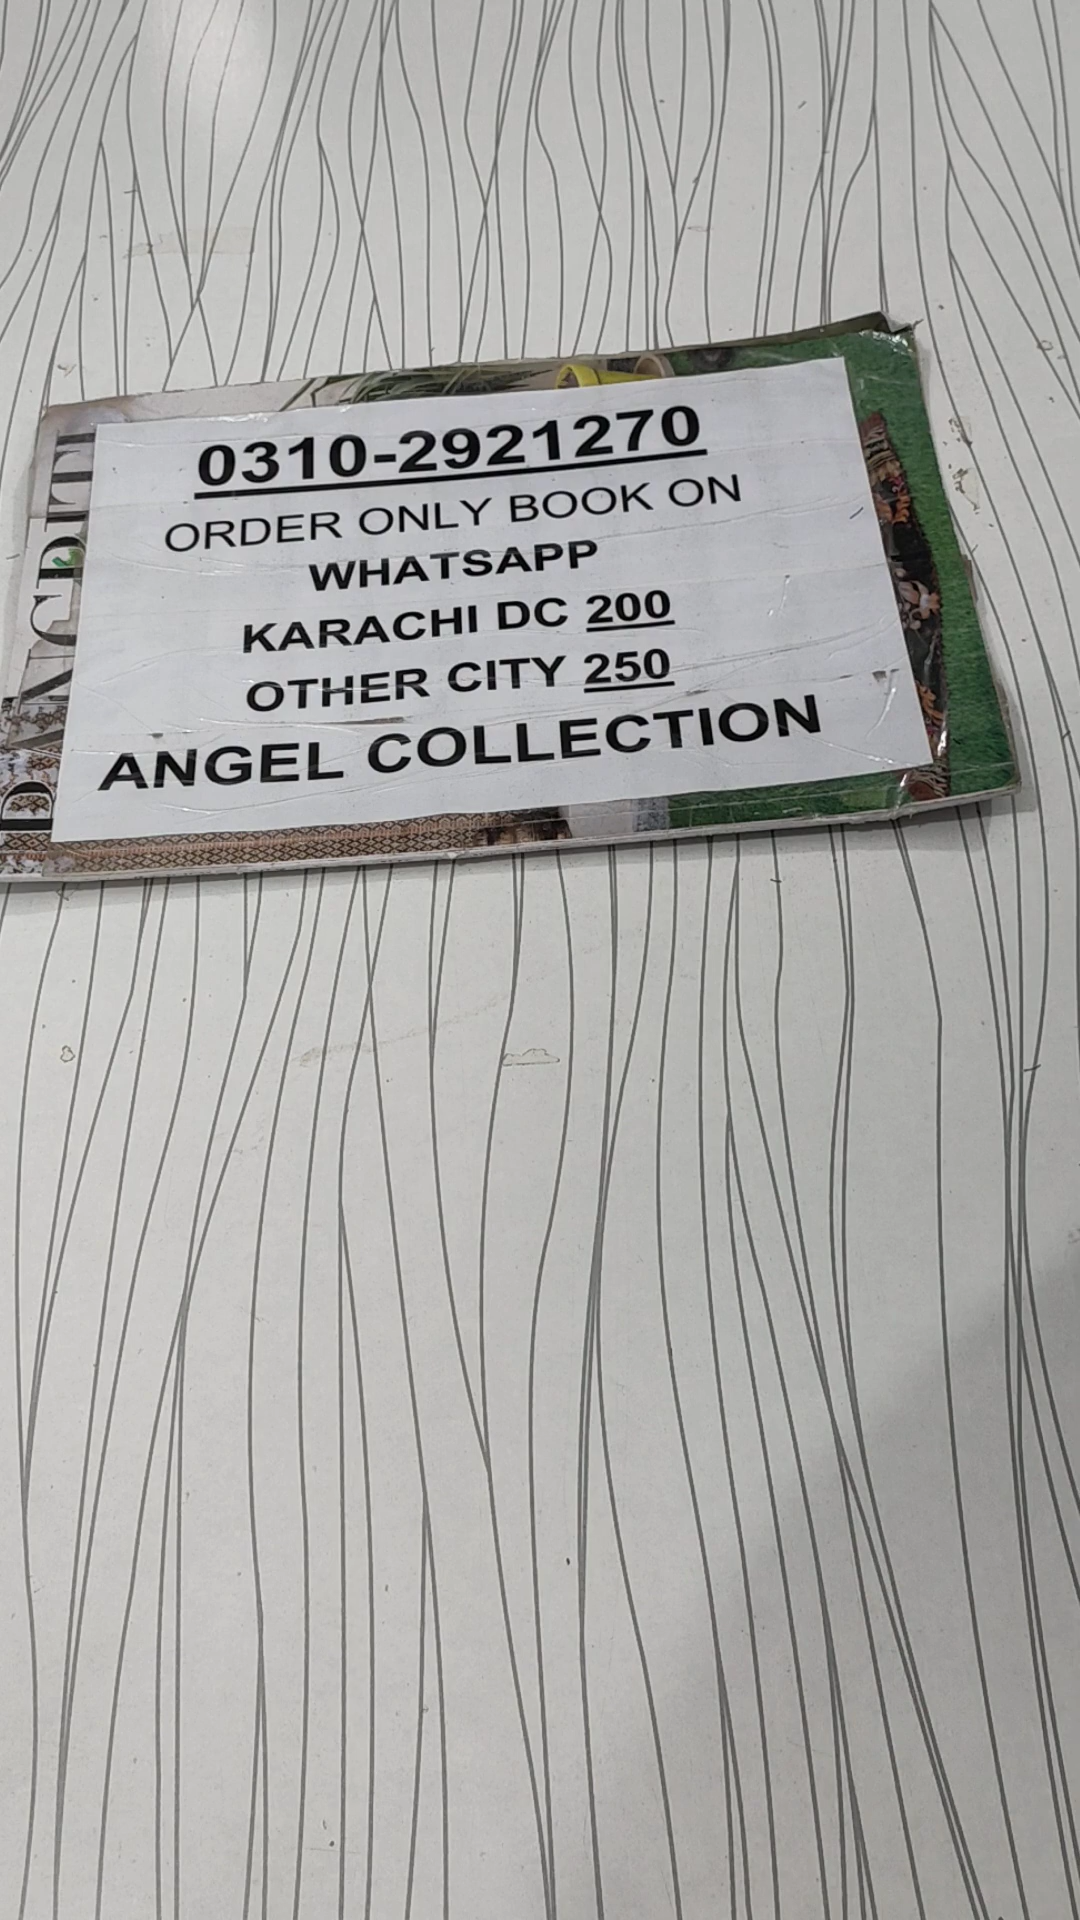 0310-2921270
ORDER ONLY BOOK ON
WHATSAPP
KARACHI DC 200
OTHER CITY 250
ANGEL COLLECTION